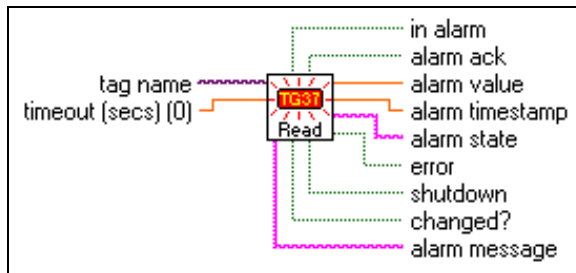 in alarm
alarm ack
tag name
alarm value
timeout (secs) (0)
TG37
alarm timestamp
Read
alarm state
error
shutdown
changed?
alarm message